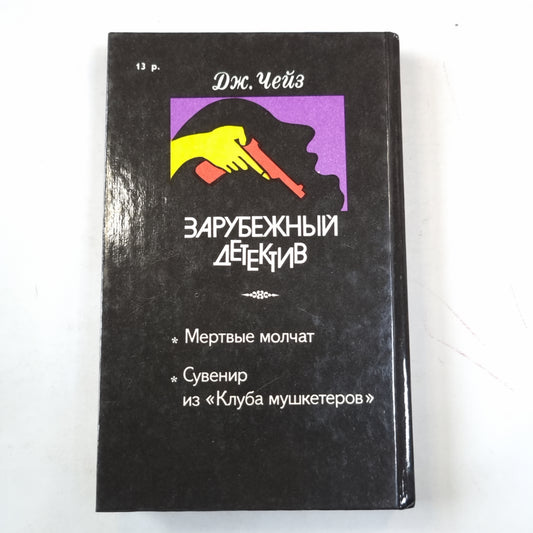 13 р.
Дж. Чейз
ЗАРУБЕЖНЫЙ
ДЕТЕКТИВ
* Мертвые молчат
* Сувенир
из «Клуба мушкетеров»